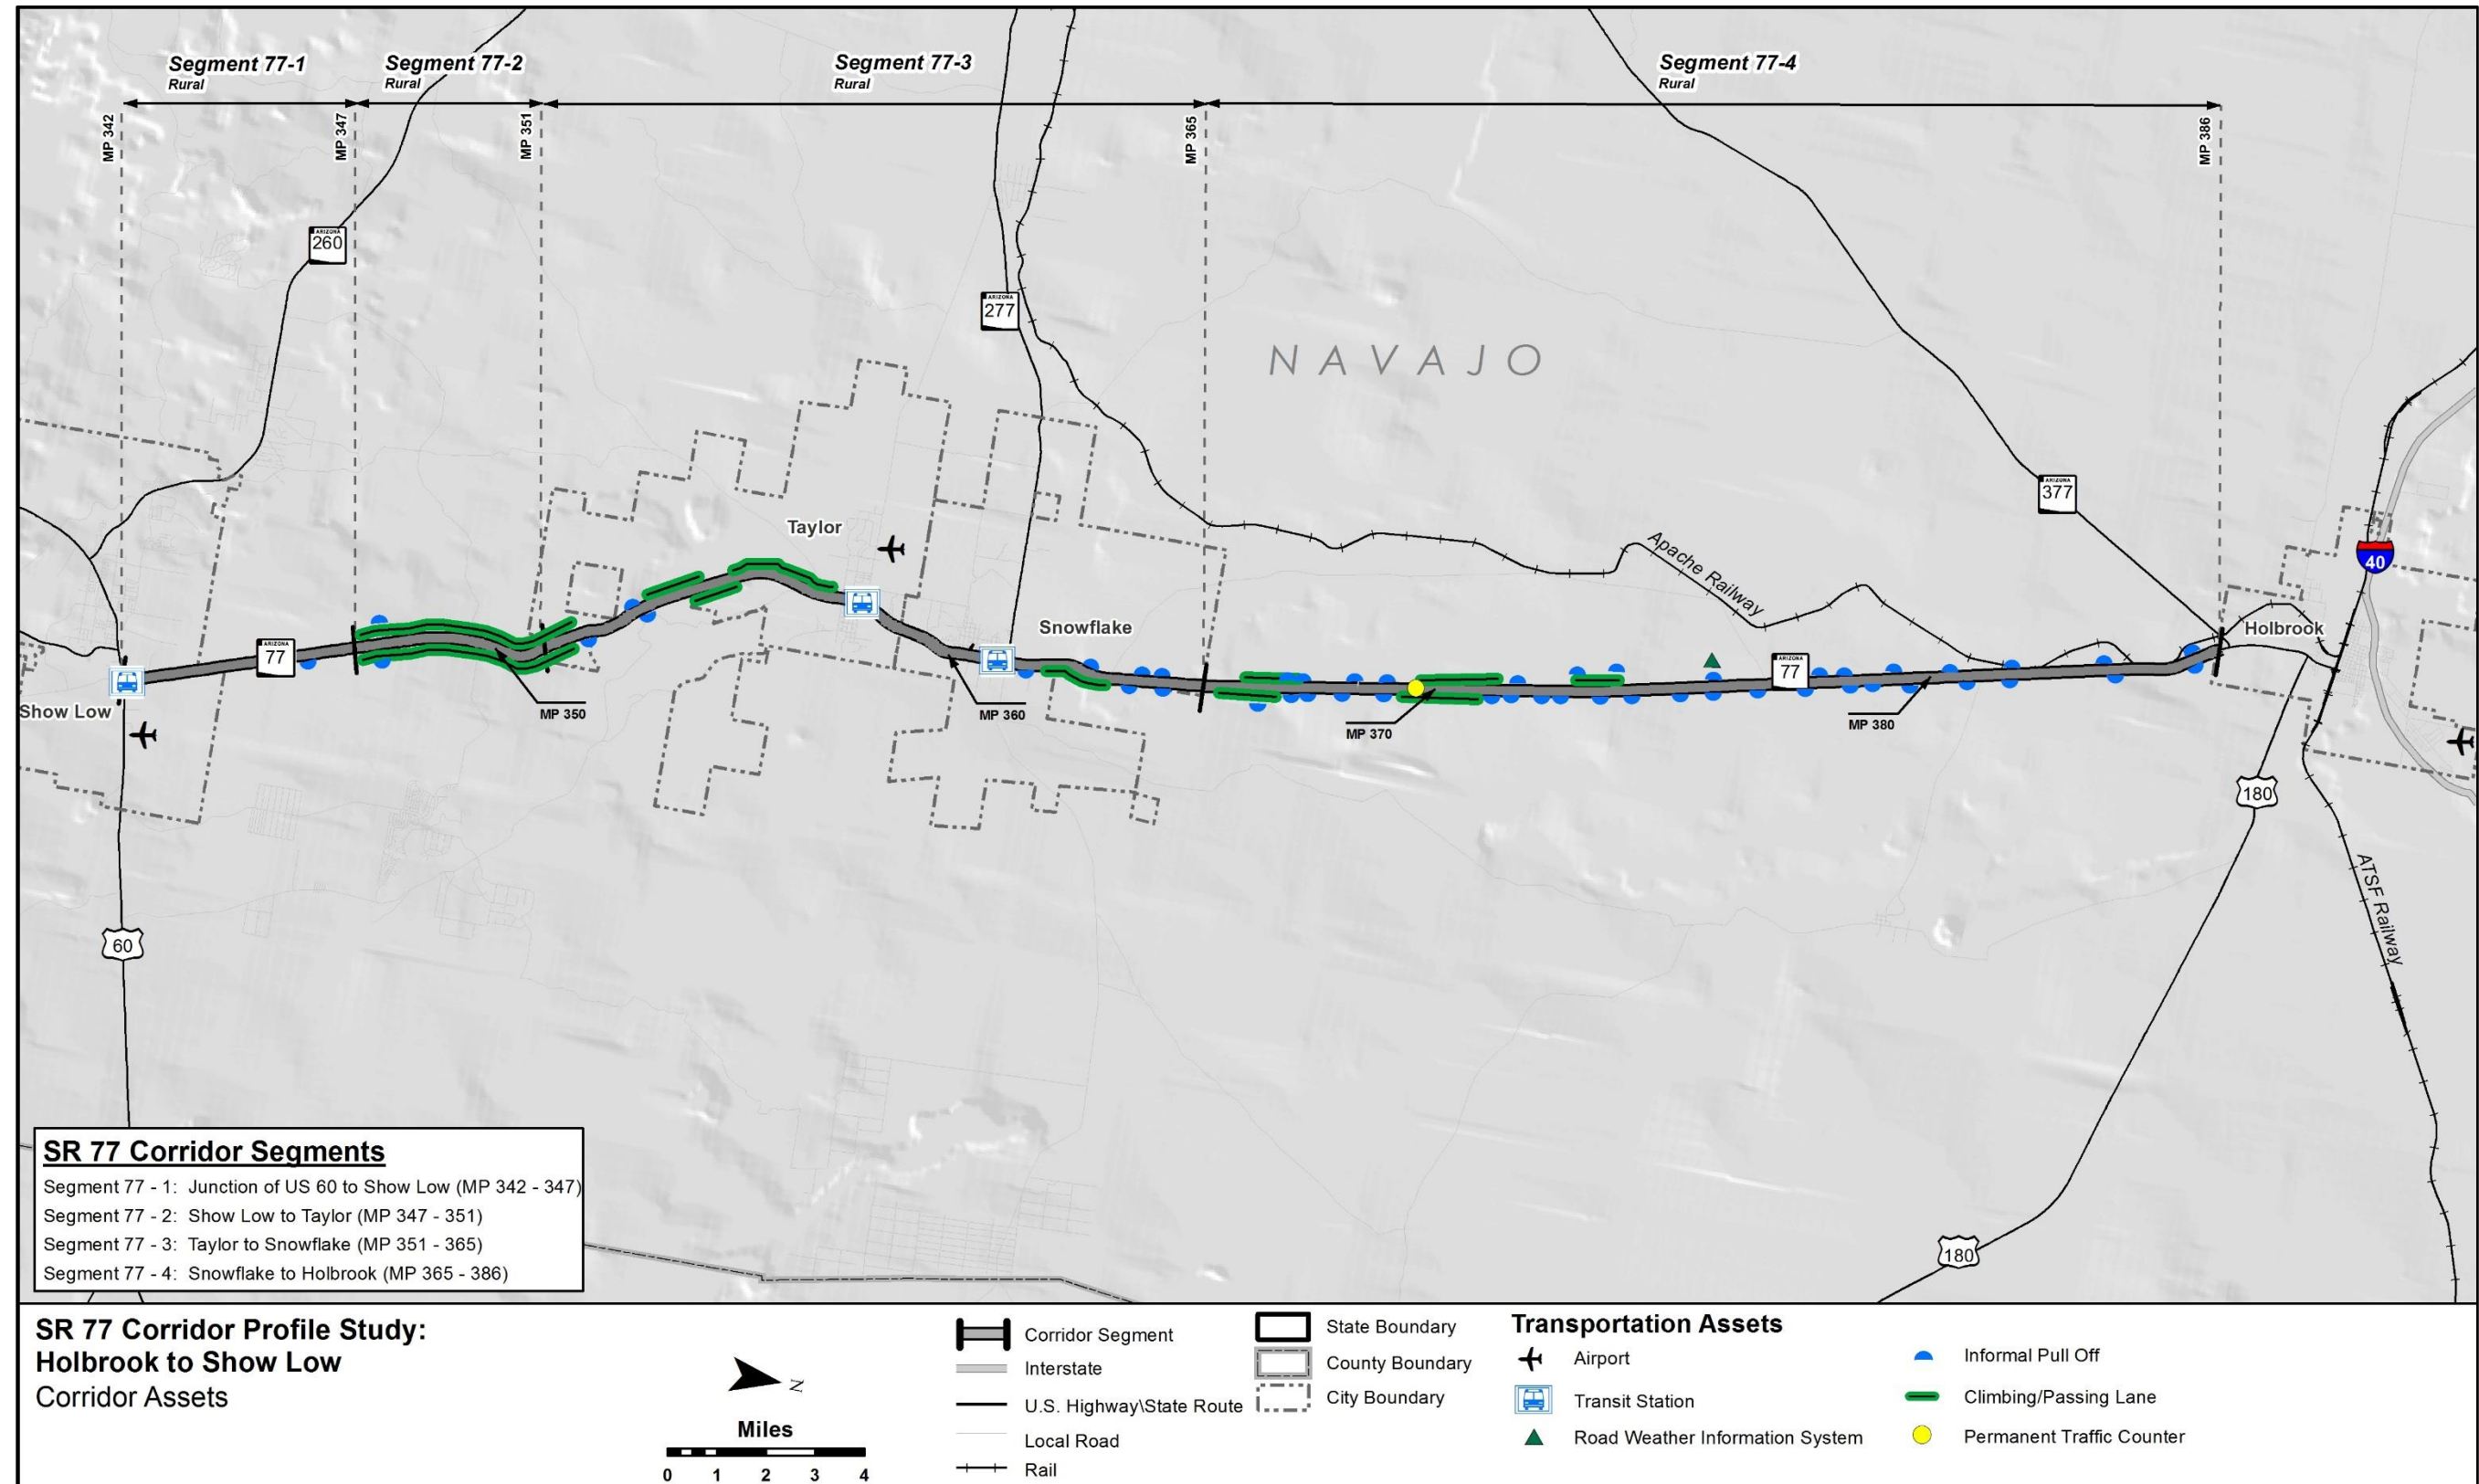 Segment 77-1
Rural
Segment 77-2
Rural
Segment 77-3
Rural
Segment 77-4
Rural
MP 342
MP 347
MP 351
MP 365
MP 386
ARIZONA
260
ARIZONA
277
NAVAJO
ARIZONA
377
Taylor
Apache Railway
40
Snowflake
Holbrook
ARIZONA
77
ARIZONA
77
Show Low
MP 350
MP 360
MP 370
MP 380
180
ATSF Railway
60
180
SR 77 Corridor Segments
Segment 77 - 1: Junction of US 60 to Show Low (MP 342 - 347)
Segment 77 - 2: Show Low to Taylor (MP 347 - 351)
Segment 77 - 3: Taylor to Snowflake (MP 351 - 365)
Segment 77 - 4: Snowflake to Holbrook (MP 365 - 386)
SR 77 Corridor Profile Study:
Holbrook to Show Low
Corridor Assets
N
Miles
0 1 2 3 4
Corridor Segment
Interstate
U.S. Highway\State Route
Local Road
Rail
State Boundary
County Boundary
City Boundary
Transportation Assets
Airport
Transit Station
Road Weather Information System
Informal Pull Off
Climbing/Passing Lane
Permanent Traffic Counter